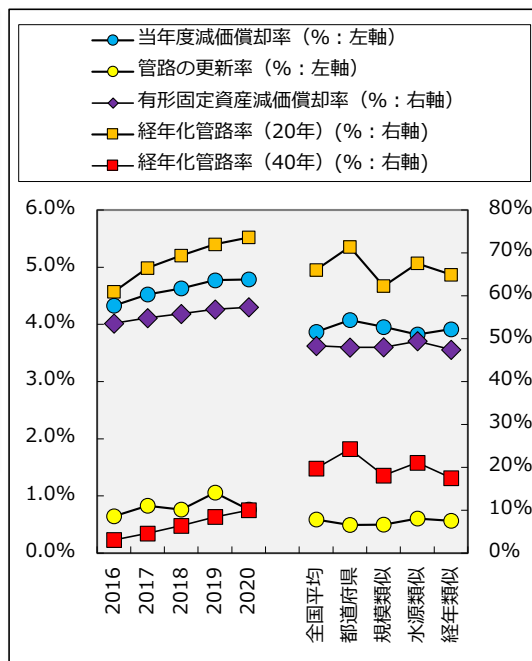 当年度減価償却率（%：左軸）
管路の更新率（%：左軸）
有形固定資産減価償却率（%：右軸）
経年化管路率（20年）(%：右軸)
経年化管路率（40年）(%：右軸)
6.0%
5.0%
4.0%
3.0%
2.0%
1.0%
0.0%
80%
70%
60%
50%
40%
30%
20%
10%
0%
2016
2017
2018
2019
2020
全国平均
都道府県
規模類似
水源類似
経年類似